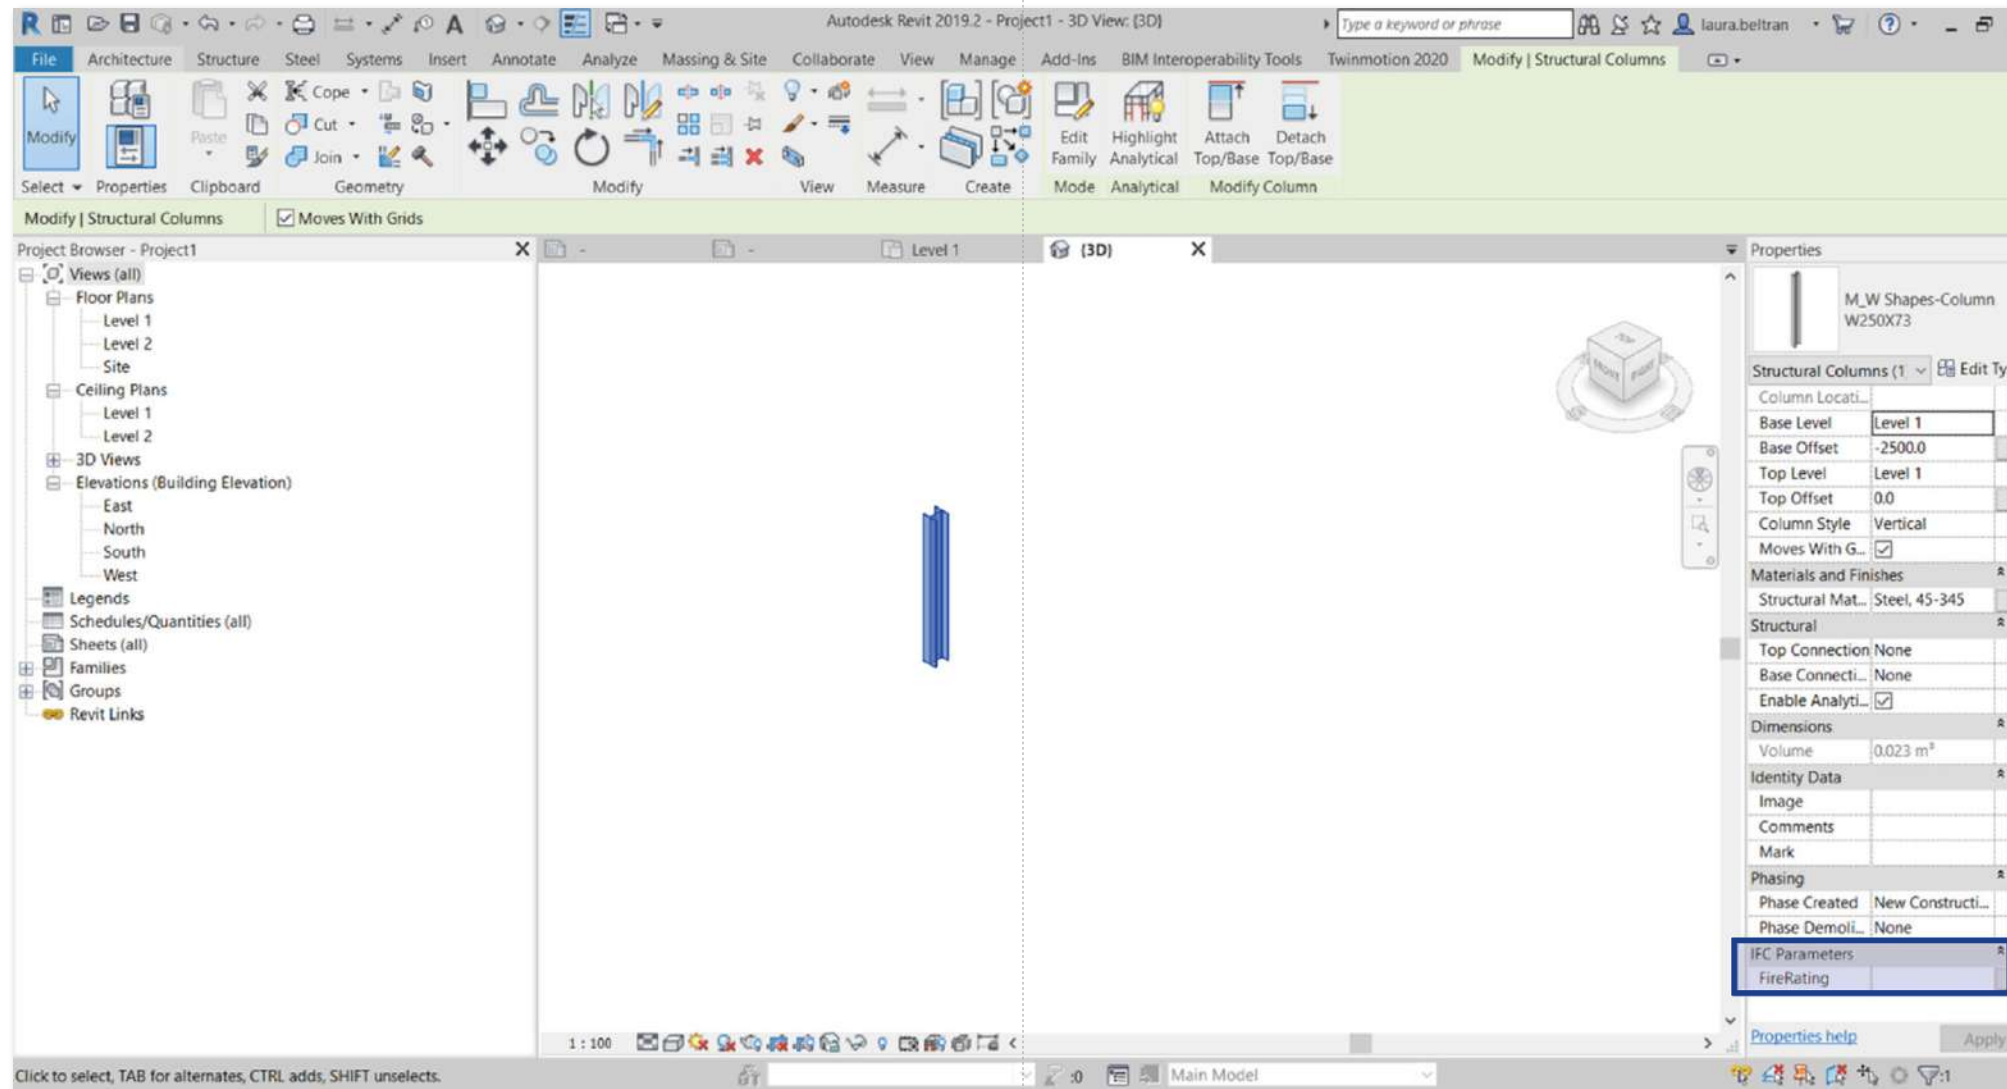 Autodesk Revit 2019.2 - Project1 - 3D View: {3D}
Type a keyword or phrase
laura.beltran
File Architecture Structure Steel Systems Insert Annotate Analyze Massing & Site Collaborate View Manage Add-Ins BIM Interoperability Tools Twinmotion 2020 Modify | Structural Columns
Modify
Paste
Cope
Cut
Join
Edit Family
Highlight Analytical
Attach Top/Base
Detach Top/Base
Select Properties Clipboard Geometry Modify View Measure Create Mode Analytical Modify Column
Modify | Structural Columns Moves With Grids
Project Browser - Project1
Views (all)
Floor Plans
Level 1
Level 2
Site
Ceiling Plans
Level 1
Level 2
3D Views
Elevations (Building Elevation)
East
North
South
West
Legends
Schedules/Quantities (all)
Sheets (all)
Families
Groups
Revit Links
- - Level 1 {3D}
TOP
FRONT
RIGHT
Properties
M_W Shapes-Column
W250X73
Structural Columns (1 Edit Ty
Column Locati...
Base Level Level 1
Base Offset -2500.0
Top Level Level 1
Top Offset 0.0
Column Style Vertical
Moves With G...
Materials and Finishes
Structural Mat... Steel, 45-345
Structural
Top Connection None
Base Connecti... None
Enable Analyti...
Dimensions
Volume 0.023 m³
Identity Data
Image
Comments
Mark
Phasing
Phase Created New Constructi...
Phase Demoli... None
IFC Parameters
FireRating
Properties help Apply
1 : 100
Click to select, TAB for alternates, CTRL adds, SHIFT unselects.
:0 Main Model
:1